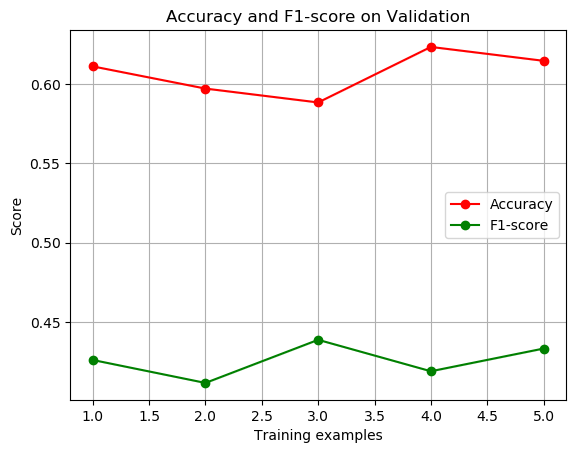 Accuracy and F1-score on Validation
0.60
0.55
0.50
0.45
Score
Accuracy
F1-score
1.0 1.5 2.0 2.5 3.0 3.5 4.0 4.5 5.0
Training examples